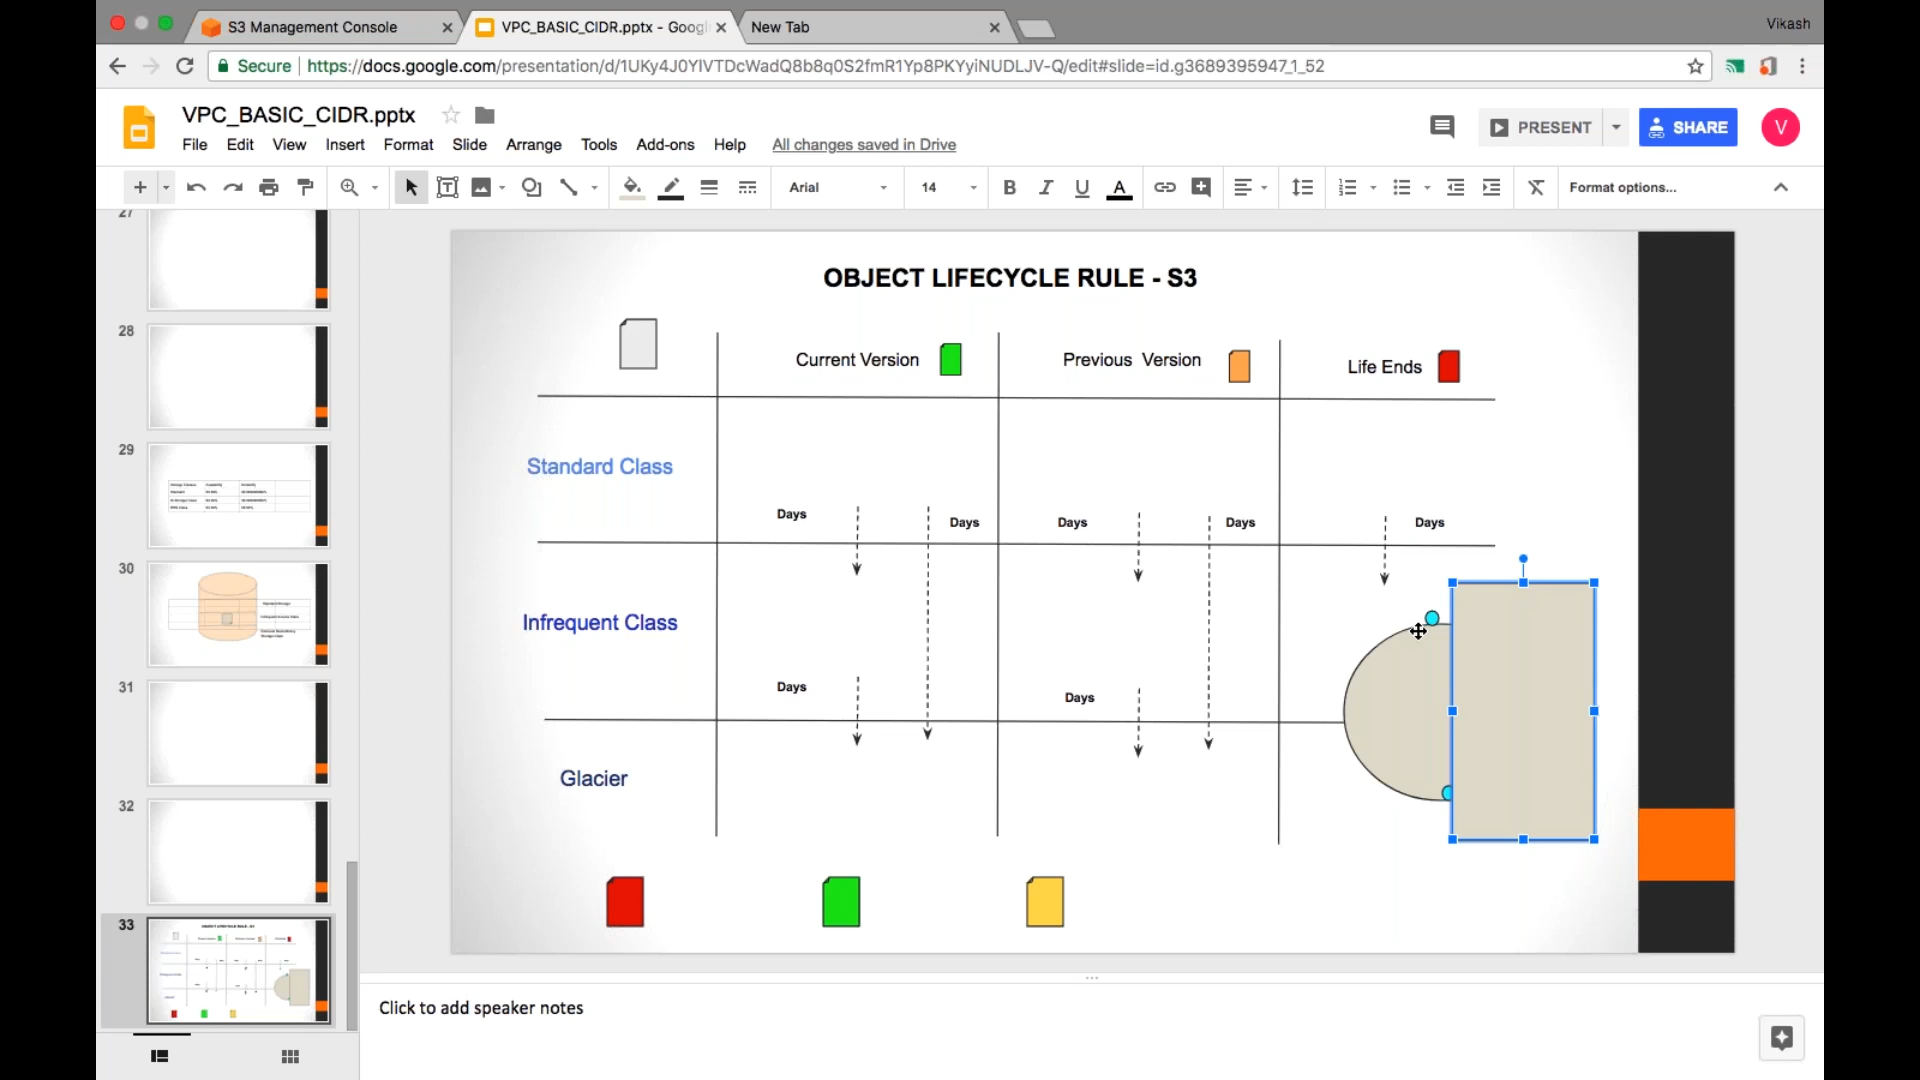 S3 Management Console
VPC_BASIC_CIDR.pptx - Googl
New Tab
Vikash
Secure
https://docs.google.com/presentation/d/1UKy4J0YlVTDcWadQ8b8q0S2fmR1Yp8PKYyiNUDLJV-Q/edit#slide=id.g3689395947_1_52
VPC_BASIC_CIDR.pptx
PRESENT
SHARE
V
File Edit View Insert Format Slide Arrange Tools Add-ons Help All changes saved in Drive
Arial 14 B I U A Format options...
27
28
29
30
31
32
33
OBJECT LIFECYCLE RULE - S3
Current Version
Previous Version
Life Ends
Standard Class
Days
Days
Days
Days
Days
Infrequent Class
Days
Days
Glacier
Click to add speaker notes